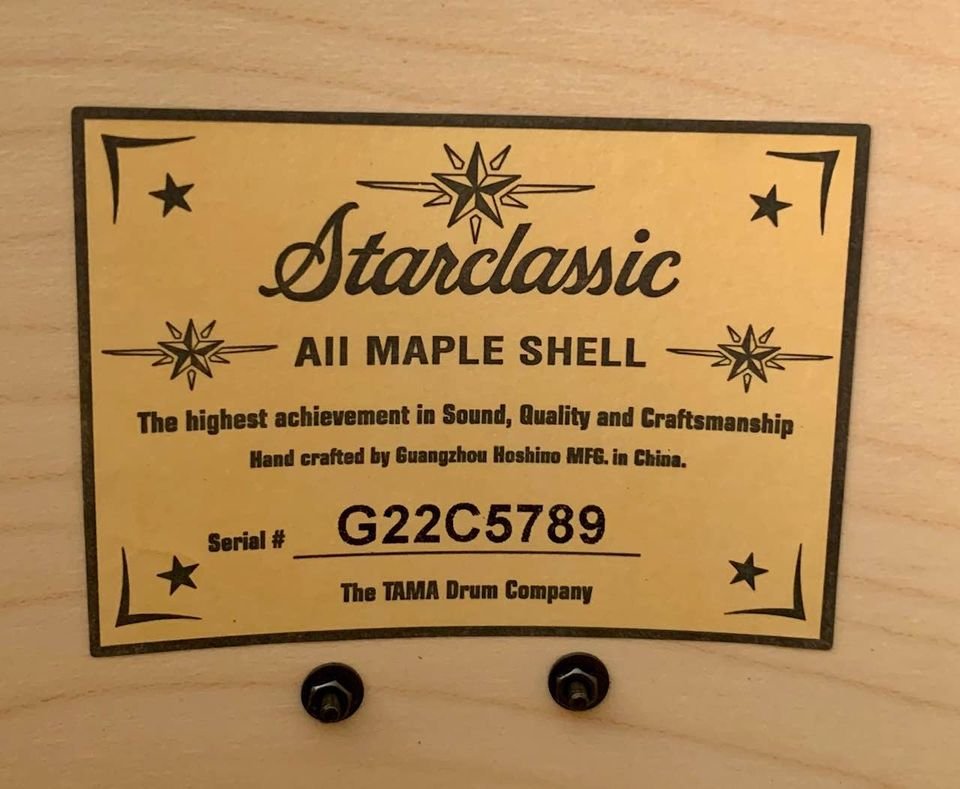 Starclassic
All MAPLE SHELL
The highest achievement in Sound, Quality and Craftsmanship
Hand crafted by Guangzhou Hoshino MFG. in China.
Serial # G22C5789
The TAMA Drum Company